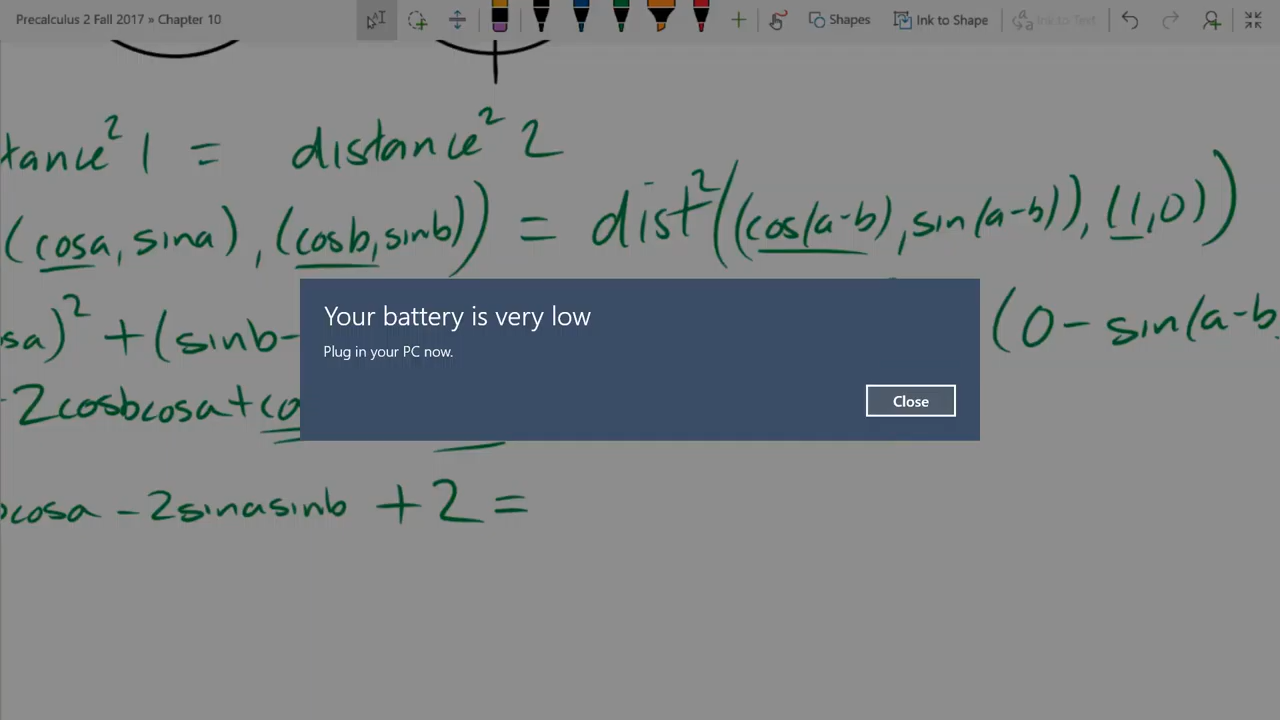 Precalculus 2 Fall 2017 » Chapter 10
Shapes
Ink to Shape
Ink to Text
tance² 1 = distance² 2
(cosa, sina), (cosb, sinb)) = dist²((cos(a-b), sin(a-b)), (1,0))
sa)² + (sinb- (0 - sin(a-b
-2cosbcosa + co
Your battery is very low
Plug in your PC now.
Close
cosa - 2sinasinb + 2 =